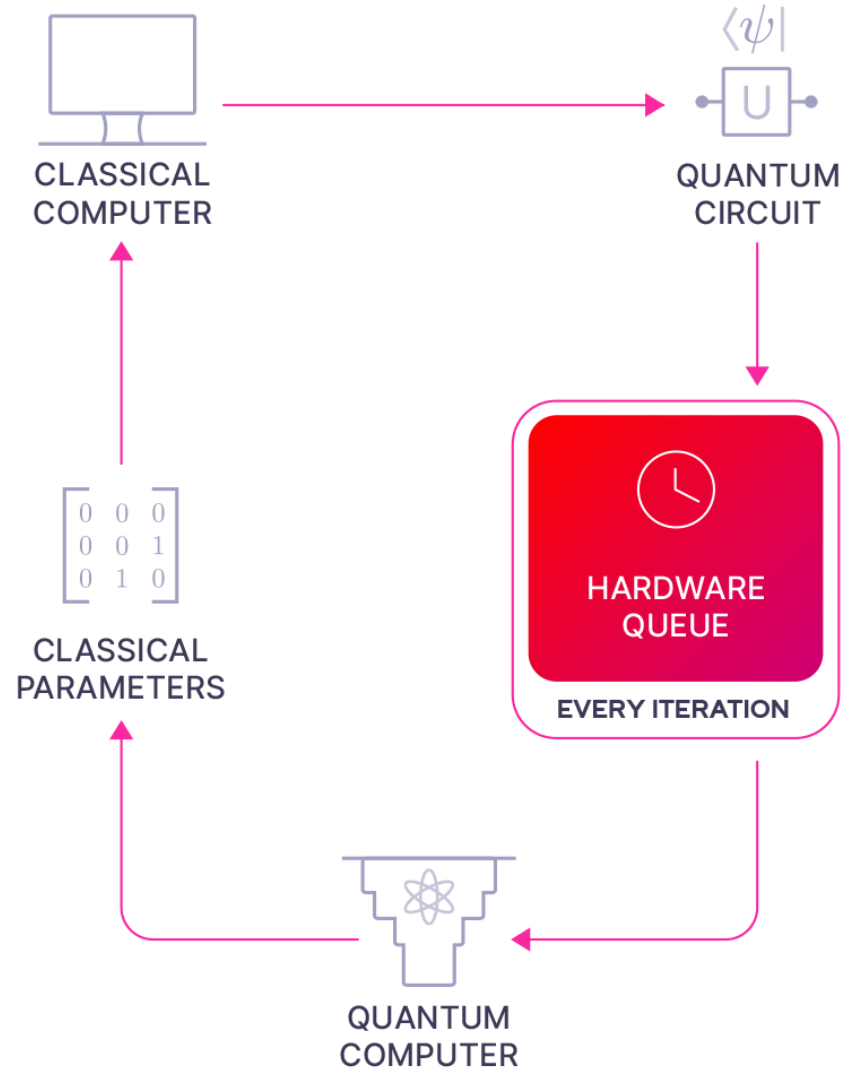 ⟨ψ|
U
CLASSICAL
COMPUTER
QUANTUM
CIRCUIT
HARDWARE
QUEUE
EVERY ITERATION
0 0 0
0 0 1
0 1 0
CLASSICAL
PARAMETERS
QUANTUM
COMPUTER